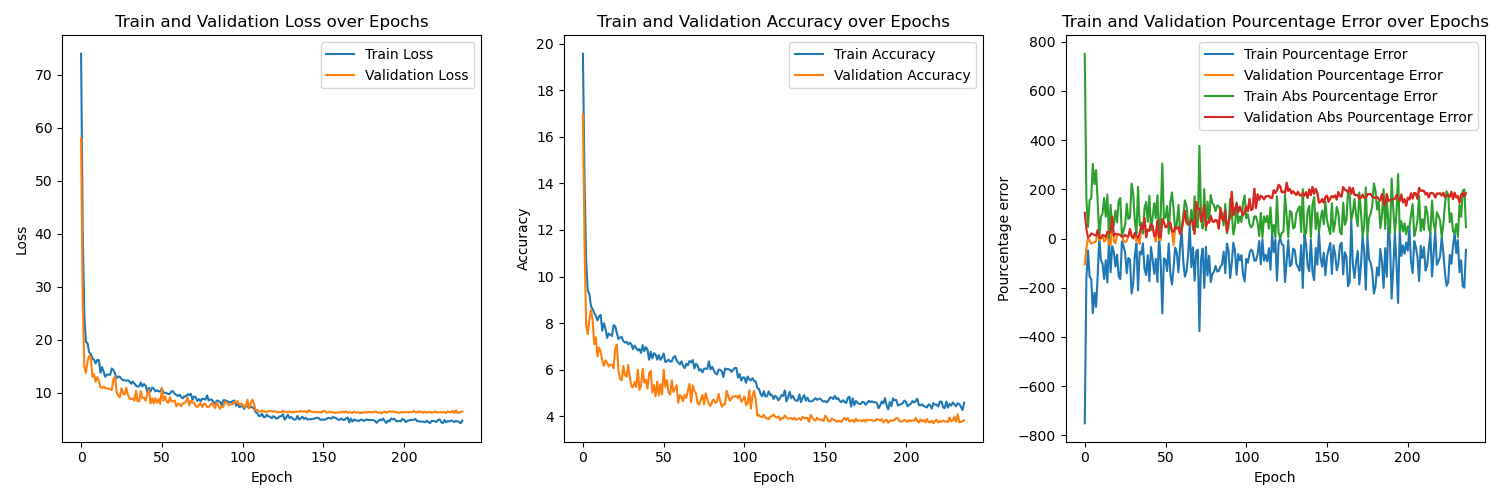 Train and Validation Loss over Epochs
Train Loss
Validation Loss
70
60
50
40
30
20
10
Loss
0
50
100
150
200
Epoch
Train and Validation Accuracy over Epochs
Train Accuracy
Validation Accuracy
20
18
16
14
12
10
8
6
4
Accuracy
0
50
100
150
200
Epoch
Train and Validation Pourcentage Error over Epochs
Train Pourcentage Error
Validation Pourcentage Error
Train Abs Pourcentage Error
Validation Abs Pourcentage Error
800
600
400
200
0
−200
−400
−600
−800
Pourcentage error
0
50
100
150
200
Epoch